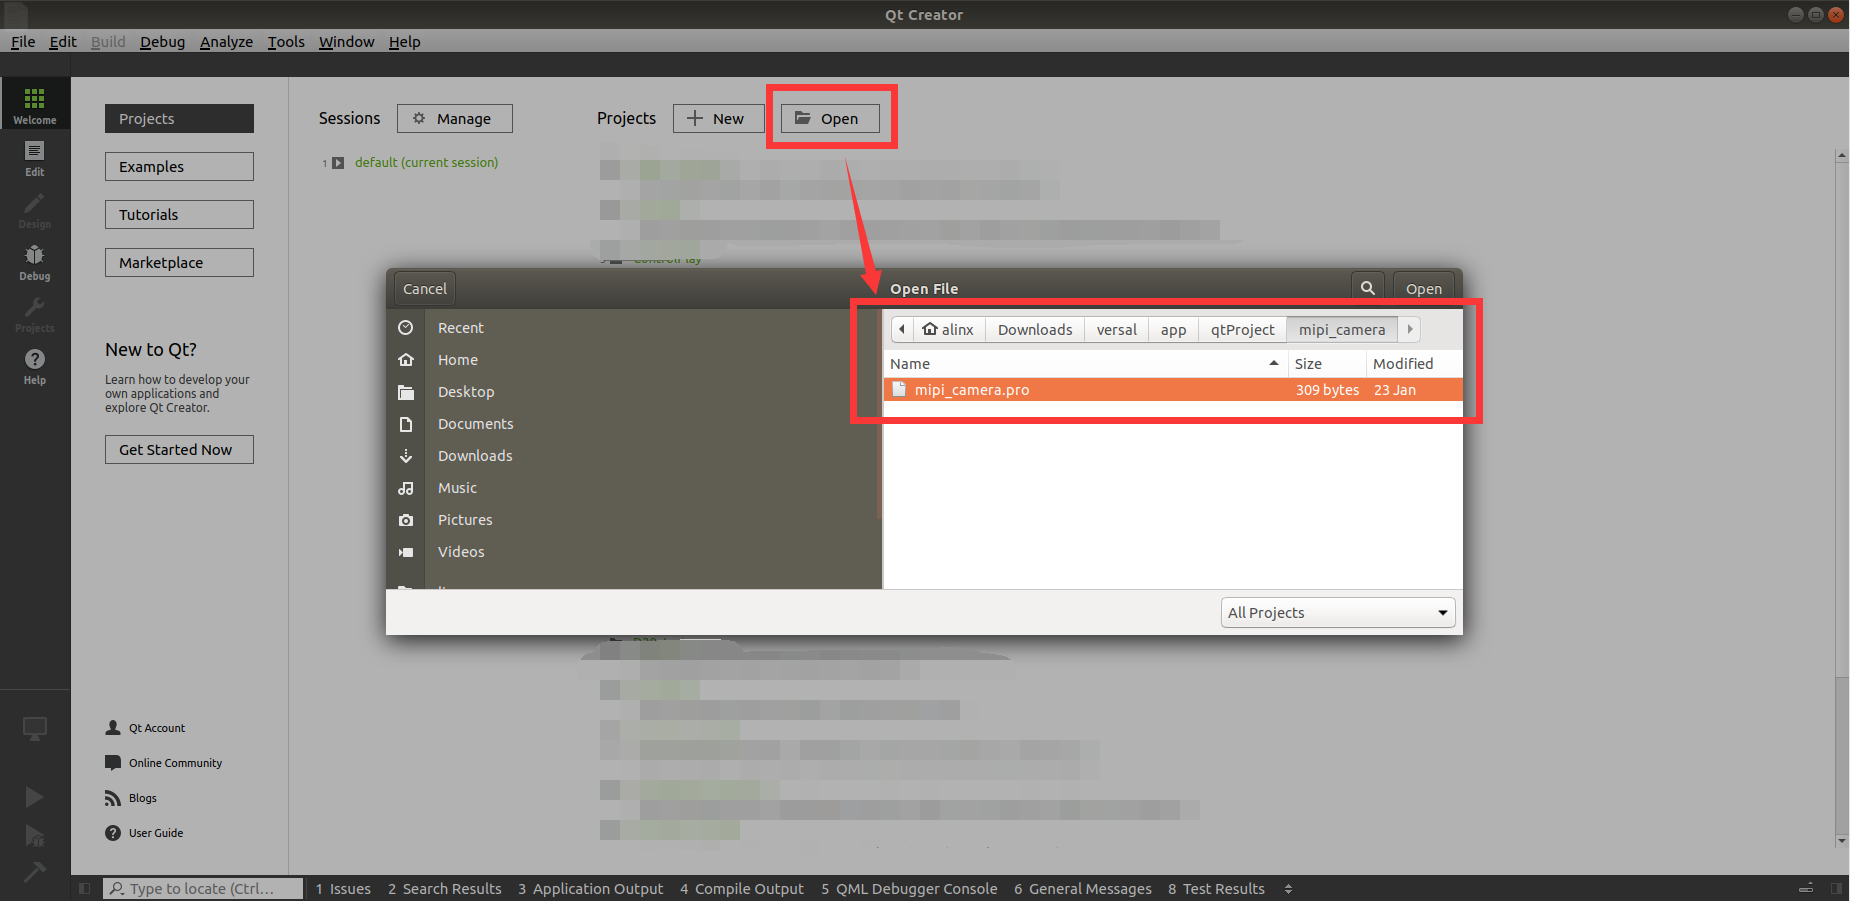 Qt Creator
File Edit Build Debug Analyze Tools Window Help
Welcome
Edit
Design
Debug
Projects
Help
Projects
Examples
Tutorials
Marketplace
New to Qt?
Learn how to develop your
own applications and
explore Qt Creator.
Get Started Now
Qt Account
Online Community
Blogs
User Guide
Sessions Manage
1 default (current session)
Projects New Open
Cancel Open File Open
Recent
Home
Desktop
Documents
Downloads
Music
Pictures
Videos
alinx Downloads versal app qtProject mipi_camera
Name Size Modified
mipi_camera.pro 309 bytes 23 Jan
All Projects
Type to locate (Ctrl... 1 Issues 2 Search Results 3 Application Output 4 Compile Output 5 QML Debugger Console 6 General Messages 8 Test Results